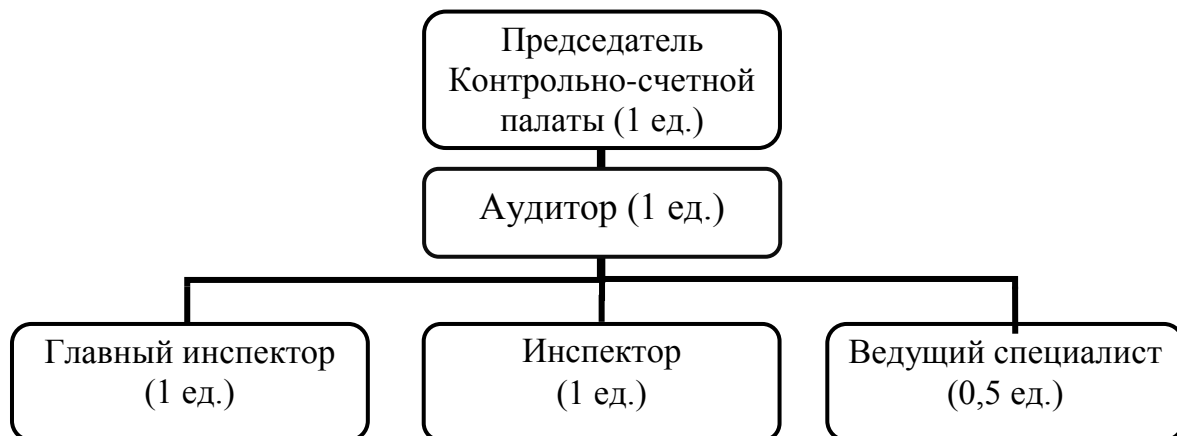 Председатель
Контрольно-счетной
палаты (1 ед.)
Аудитор (1 ед.)
Главный инспектор
(1 ед.)
Инспектор
(1 ед.)
Ведущий специалист
(0,5 ед.)